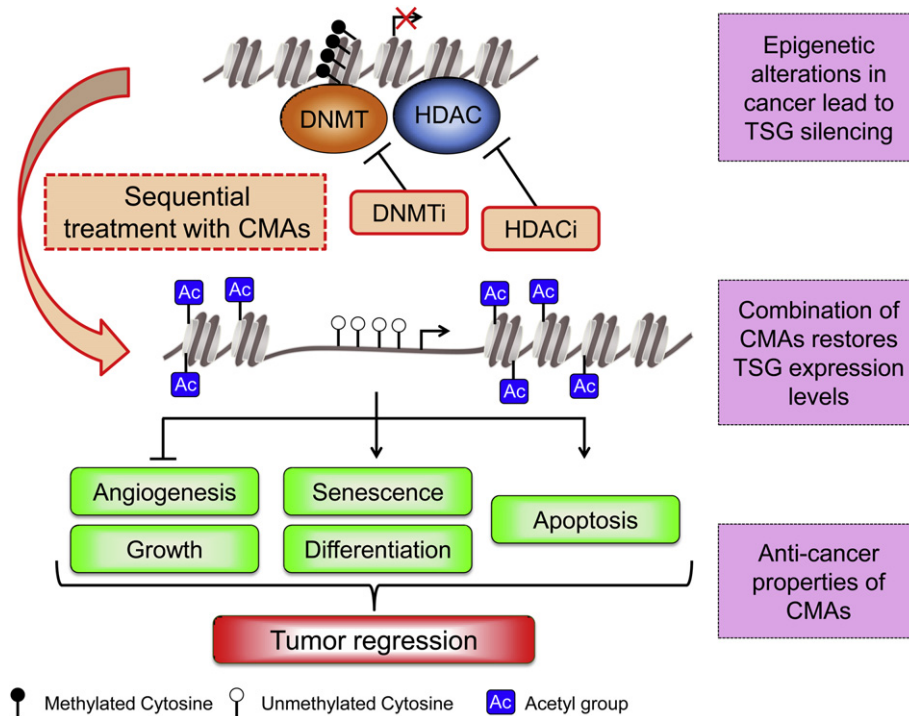 Epigenetic
alterations in
cancer lead to
TSG silencing
DNMT
HDAC
Sequential
treatment with CMAs
DNMTi
HDACi
Ac
Ac
Ac
Ac
Ac
Ac
Ac
Combination of
CMAs restores
TSG expression
levels
Angiogenesis
Senescence
Apoptosis
Growth
Differentiation
Anti-cancer
properties of
CMAs
Tumor regression
Methylated Cytosine
Unmethylated Cytosine
Ac
Acetyl group